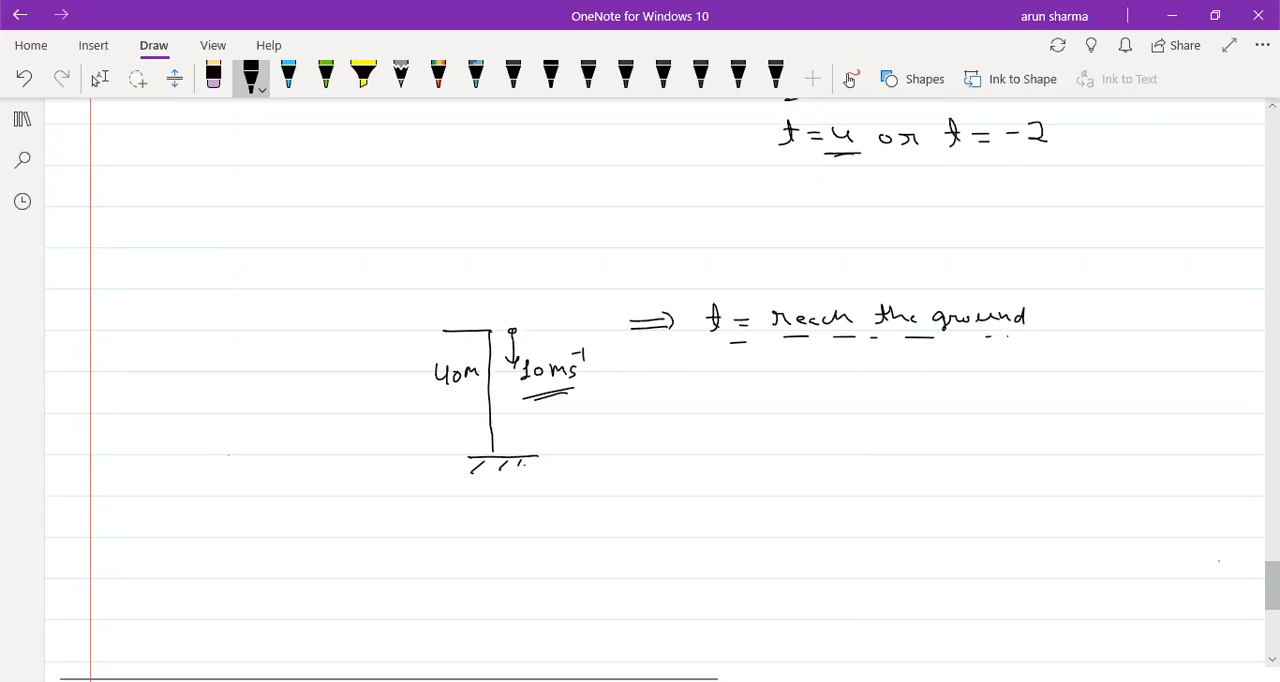 OneNote for Windows 10
arun sharma
Home Insert Draw View Help
Share
Shapes Ink to Shape Ink to Text
t = 4 or t = -2
⟹ t = reach the ground
40m 10ms⁻¹